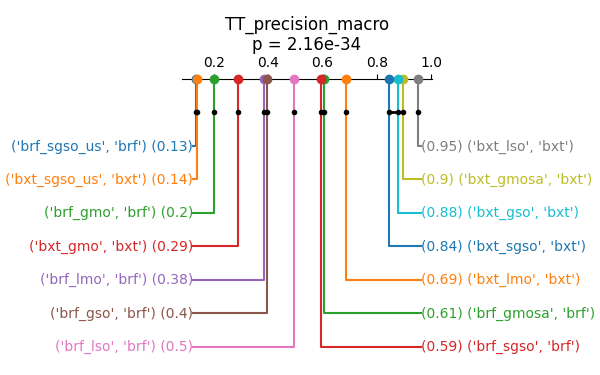 TT_precision_macro
p = 2.16e-34
0.2 0.4 0.6 0.8 1.0
('brf_sgso_us', 'brf') (0.13) (0.95) ('bxt_lso', 'bxt')
('bxt_sgso_us', 'bxt') (0.14) (0.9) ('bxt_gmosa', 'bxt')
('brf_gmo', 'brf') (0.2) (0.88) ('bxt_gso', 'bxt')
('bxt_gmo', 'bxt') (0.29) (0.84) ('bxt_sgso', 'bxt')
('brf_lmo', 'brf') (0.38) (0.69) ('bxt_lmo', 'bxt')
('brf_gso', 'brf') (0.4) (0.61) ('brf_gmosa', 'brf')
('brf_lso', 'brf') (0.5) (0.59) ('brf_sgso', 'brf')